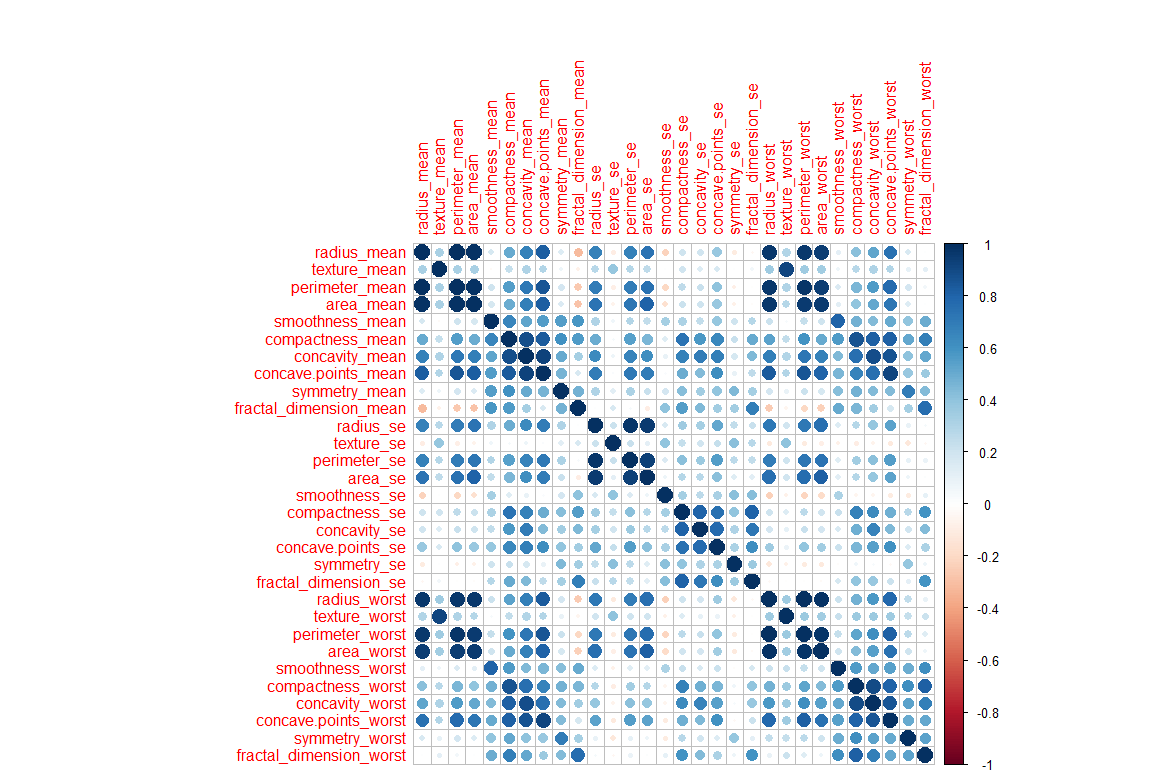 radius_mean
texture_mean
perimeter_mean
area_mean
smoothness_mean
compactness_mean
concavity_mean
concave.points_mean
symmetry_mean
fractal_dimension_mean
radius_se
texture_se
perimeter_se
area_se
smoothness_se
compactness_se
concavity_se
concave.points_se
symmetry_se
fractal_dimension_se
radius_worst
texture_worst
perimeter_worst
area_worst
smoothness_worst
compactness_worst
concavity_worst
concave.points_worst
symmetry_worst
fractal_dimension_worst
radius_mean
texture_mean
perimeter_mean
area_mean
smoothness_mean
compactness_mean
concavity_mean
concave.points_mean
symmetry_mean
fractal_dimension_mean
radius_se
texture_se
perimeter_se
area_se
smoothness_se
compactness_se
concavity_se
concave.points_se
symmetry_se
fractal_dimension_se
radius_worst
texture_worst
perimeter_worst
area_worst
smoothness_worst
compactness_worst
concavity_worst
concave.points_worst
symmetry_worst
fractal_dimension_worst
1
0.8
0.6
0.4
0.2
0
-0.2
-0.4
-0.6
-0.8
-1